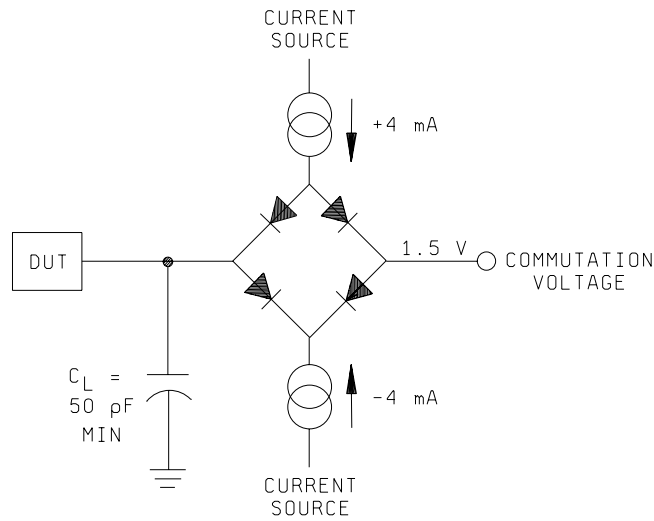 CURRENT
SOURCE
+4 mA
DUT
1.5 V
COMMUTATION
VOLTAGE
C_L =
50 pF
MIN
-4 mA
CURRENT
SOURCE